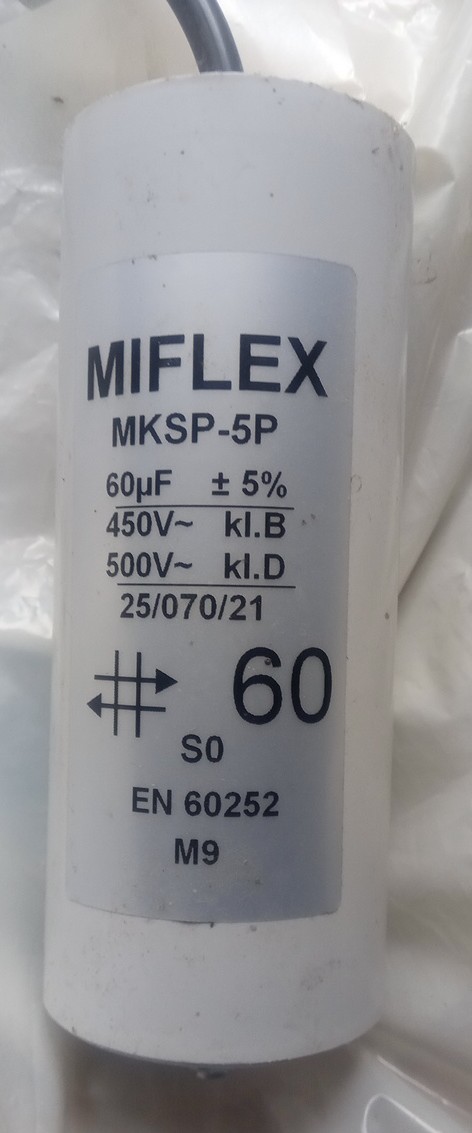 MIFLEX
MKSP-5P
60µF ± 5%
450V~ kl.B
500V~ kl.D
25/070/21
60
S0
EN 60252
M9